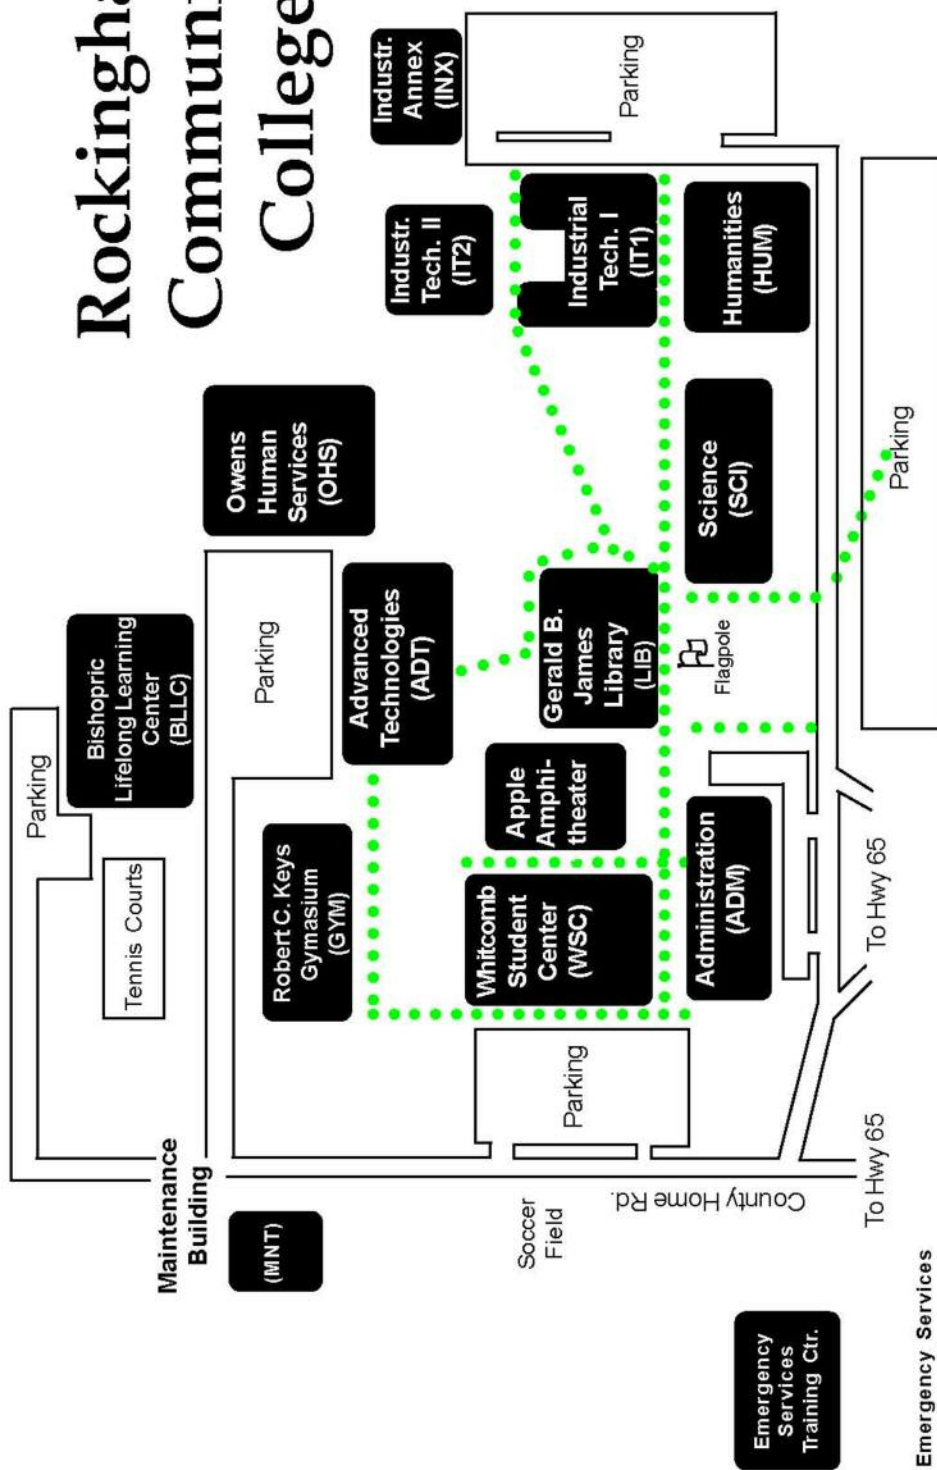 Rockingha
Communi
College
Parking
Bishopric
Lifelong Learning
Center
(BLLC)
Tennis Courts
Maintenance
Building
(MNT)
Owens
Human
Services
(OHS)
Parking
Robert C. Keys
Gymasium
(GYM)
Advanced
Technologies
(ADT)
Industr.
Annex
(INX)
Industr.
Tech. II
(IT2)
Parking
Industrial
Tech. I
(IT1)
Gerald B.
James
Library
(LIB)
Apple
Amphi-
theater
Whitcomb
Student
Center
(WSC)
Parking
Soccer
Field
County Home Rd.
Humanities
(HUM)
Science
(SCI)
Flagpole
Administration
(ADM)
Emergency
Services
Training Ctr.
Parking
To Hwy 65
To Hwy 65
Emergency Services